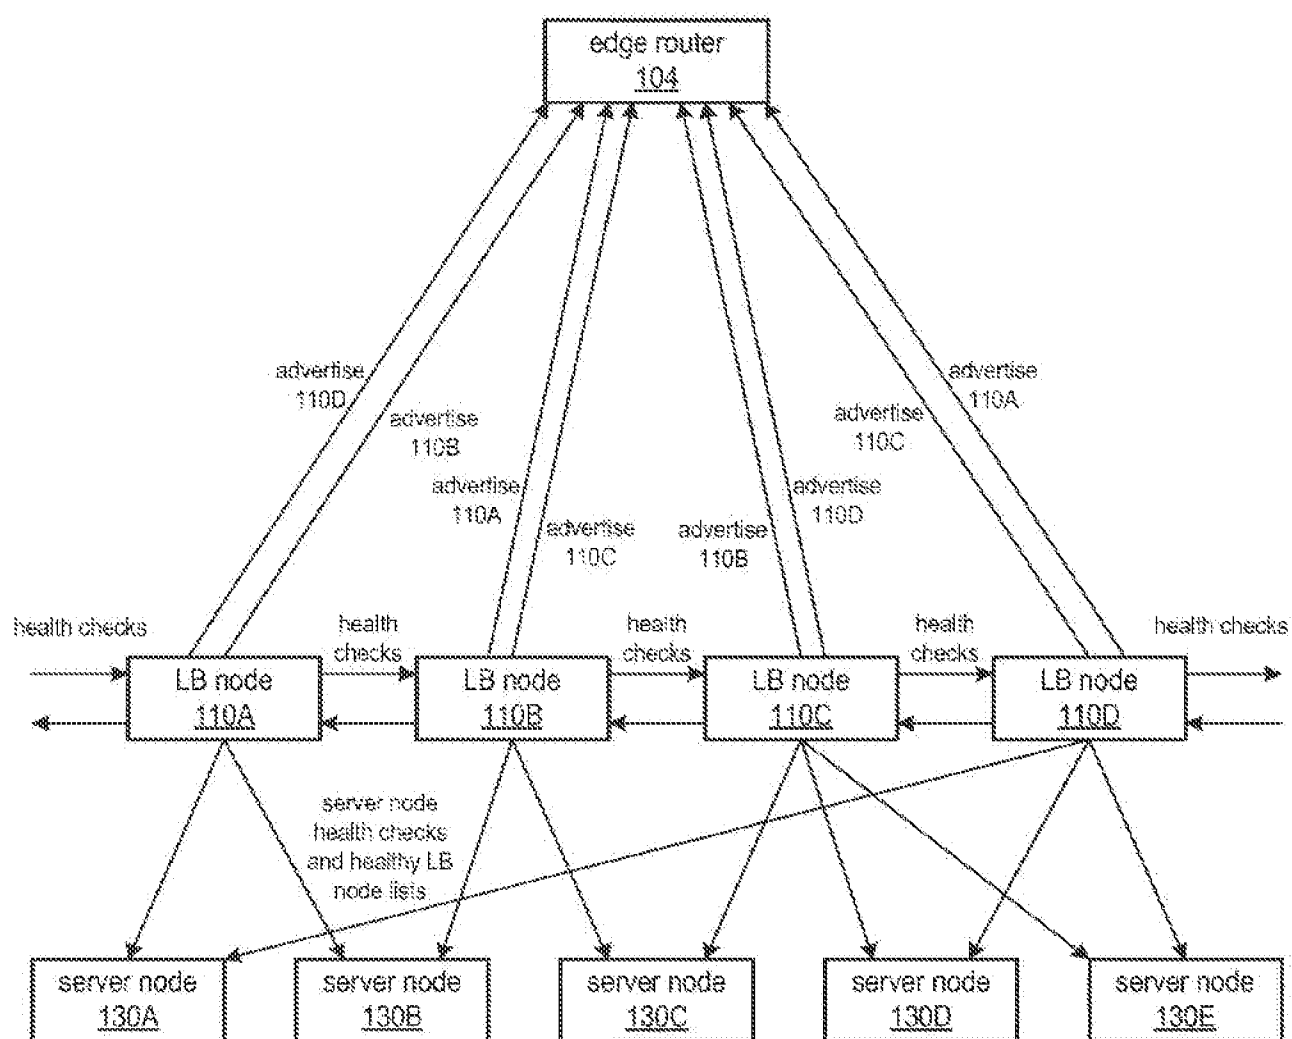 edge router
104
advertise
110D
advertise
110B
advertise
110A
advertise
110C
advertise
110B
advertise
110D
advertise
110C
advertise
110A
health checks
health
checks
health
checks
health
checks
health checks
LB node
110A
LB node
110B
LB node
110C
LB node
110D
server node
health checks
and healthy LB
node lists
server node
130A
server node
130B
server node
130C
server node
130D
server node
130E